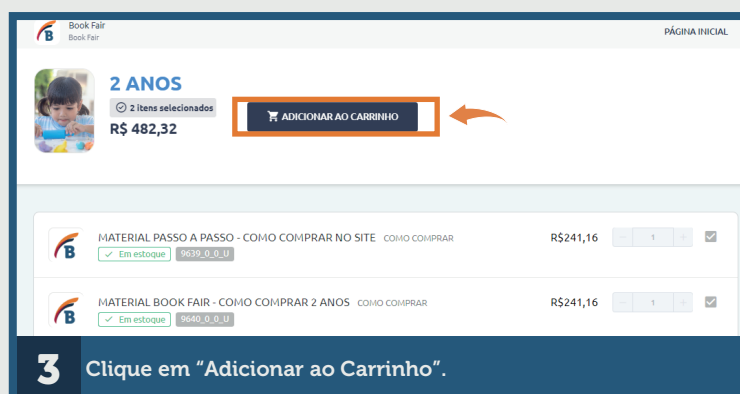 Book Fair
Book Fair
PÁGINA INICIAL
2 ANOS
2 itens selecionados
R$ 482,32
ADICIONAR AO CARRINHO
MATERIAL PASSO A PASSO - COMO COMPRAR NO SITE COMO COMPRAR R$241,16 - 1 +
Em estoque 9639_0_0_U
MATERIAL BOOK FAIR - COMO COMPRAR 2 ANOS COMO COMPRAR R$241,16 - 1 +
Em estoque 9640_0_0_U
3 Clique em “Adicionar ao Carrinho”.